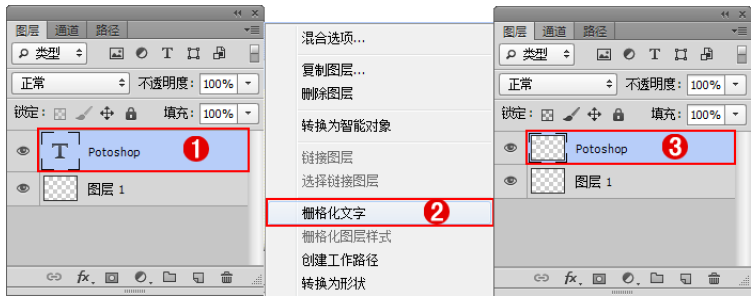 图层 通道 路径
类型 T
正常 不透明度: 100%
锁定: 填充: 100%
T Potoshop 1
图层 1
fx
混合选项...
复制图层...
删除图层
转换为智能对象
链接图层
选择链接图层
栅格化文字 2
栅格化图层样式
创建工作路径
转换为形状
图层 通道 路径
类型 T
正常 不透明度: 100%
锁定: 填充: 100%
Potoshop 3
图层 1
fx